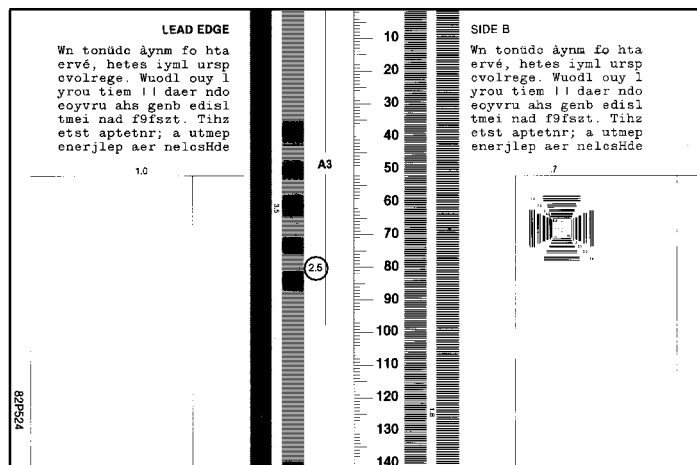 LEAD EDGE
Wn tonüdc àynm fo hta
ervé, hetes iyml ursp
cvolrege. Wuodl ouy l
yrou tiem || daer ndo
eoyvru ahs genb edisl
tmei nad f9fszt. Tihz
etst aptetnr; a utmep
enerjlep aer nelcsHde
1.0
82P524
3.5
A3
2.5
10
20
30
40
50
60
70
80
90
100
110
120
130
140
1.8
SIDE B
Wn tonüdc àynm fo hta
ervé, hetes iyml ursp
cvolrege. Wuodl ouy l
yrou tiem || daer ndo
eoyvru ahs genb edisl
tmei nad f9fszt. Tihz
etst aptetnr; a utmep
enerjlep aer nelcsHde
.7